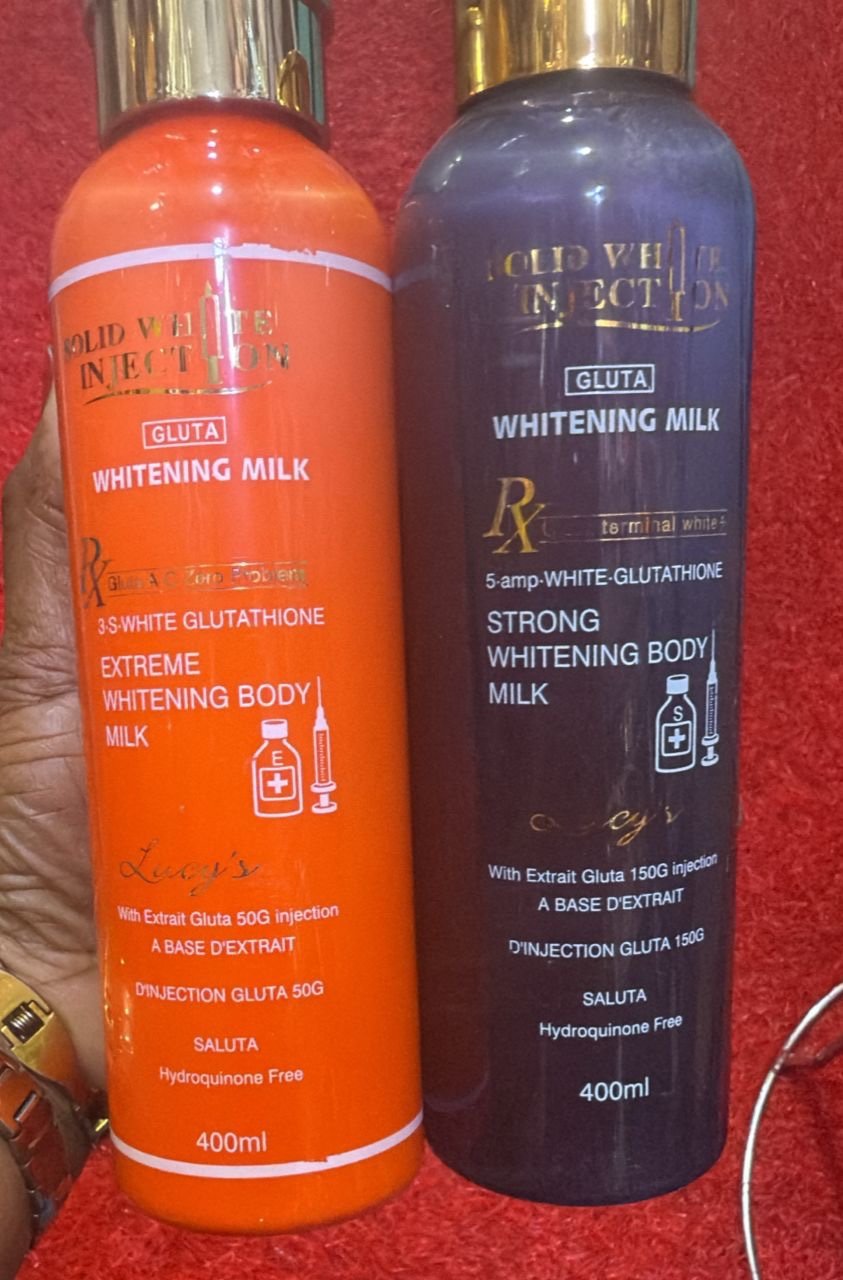 SOLID WHITE
INJECTION
GLUTA
WHITENING MILK
Rx
Gluta A C Zero Problem
3-S-WHITE GLUTATHIONE
EXTREME
WHITENING BODY
MILK
E
Lucy's
With Extrait Gluta 50G injection
A BASE D'EXTRAIT
D'INJECTION GLUTA 50G
SALUTA
Hydroquinone Free
400ml
SOLID WHITE
INJECTION
GLUTA
WHITENING MILK
Rx
terminal white+
5-amp-WHITE-GLUTATHIONE
STRONG
WHITENING BODY
MILK
S
With Extrait Gluta 150G injection
A BASE D'EXTRAIT
D'INJECTION GLUTA 150G
SALUTA
Hydroquinone Free
400ml